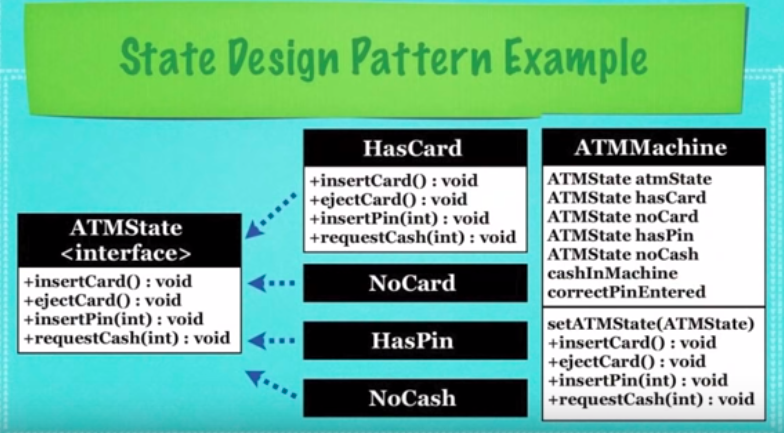 State Design Pattern Example
ATMState
<interface>
+insertCard() : void
+ejectCard() : void
+insertPin(int) : void
+requestCash(int) : void
HasCard
+insertCard() : void
+ejectCard() : void
+insertPin(int) : void
+requestCash(int) : void
NoCard
HasPin
NoCash
ATMMachine
ATMState atmState
ATMState hasCard
ATMState noCard
ATMState hasPin
ATMState noCash
cashInMachine
correctPinEntered
setATMState(ATMState)
+insertCard() : void
+ejectCard() : void
+insertPin(int) : void
+requestCash(int) : void